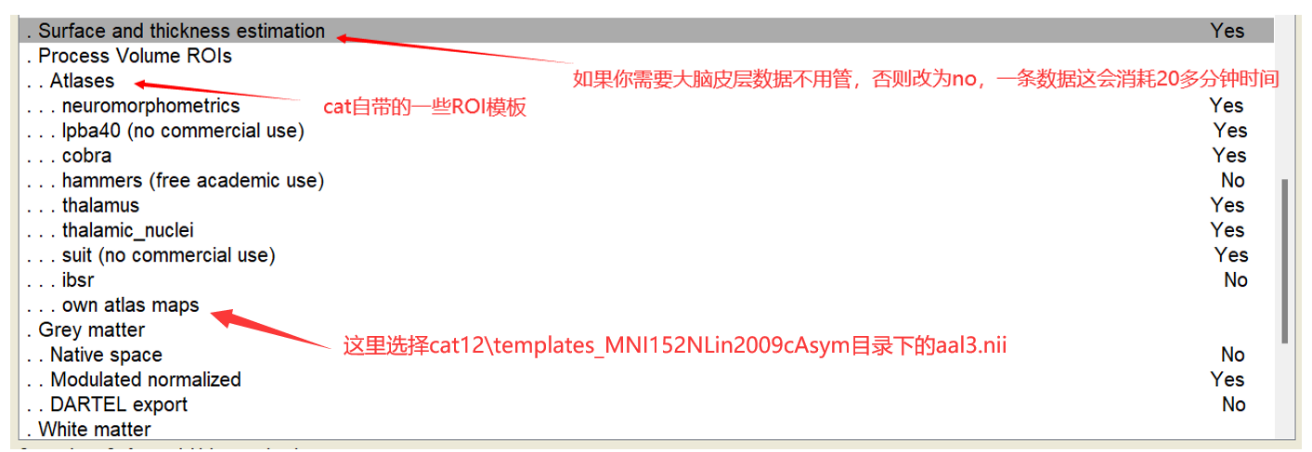 . Surface and thickness estimation Yes
. Process Volume ROIs
如果你需要大脑皮层数据不用管，否则改为no，一条数据这会消耗20多分钟时间
. . Atlases
cat自带的一些ROI模板
. . . neuromorphometrics Yes
. . . lpba40 (no commercial use) Yes
. . . cobra Yes
. . . hammers (free academic use) No
. . . thalamus Yes
. . . thalamic_nuclei Yes
. . . suit (no commercial use) Yes
. . . ibsr No
. . . own atlas maps
. Grey matter
这里选择cat12\templates_MNI152NLin2009cAsym目录下的aal3.nii
. . Native space No
. . Modulated normalized Yes
. . DARTEL export No
. White matter